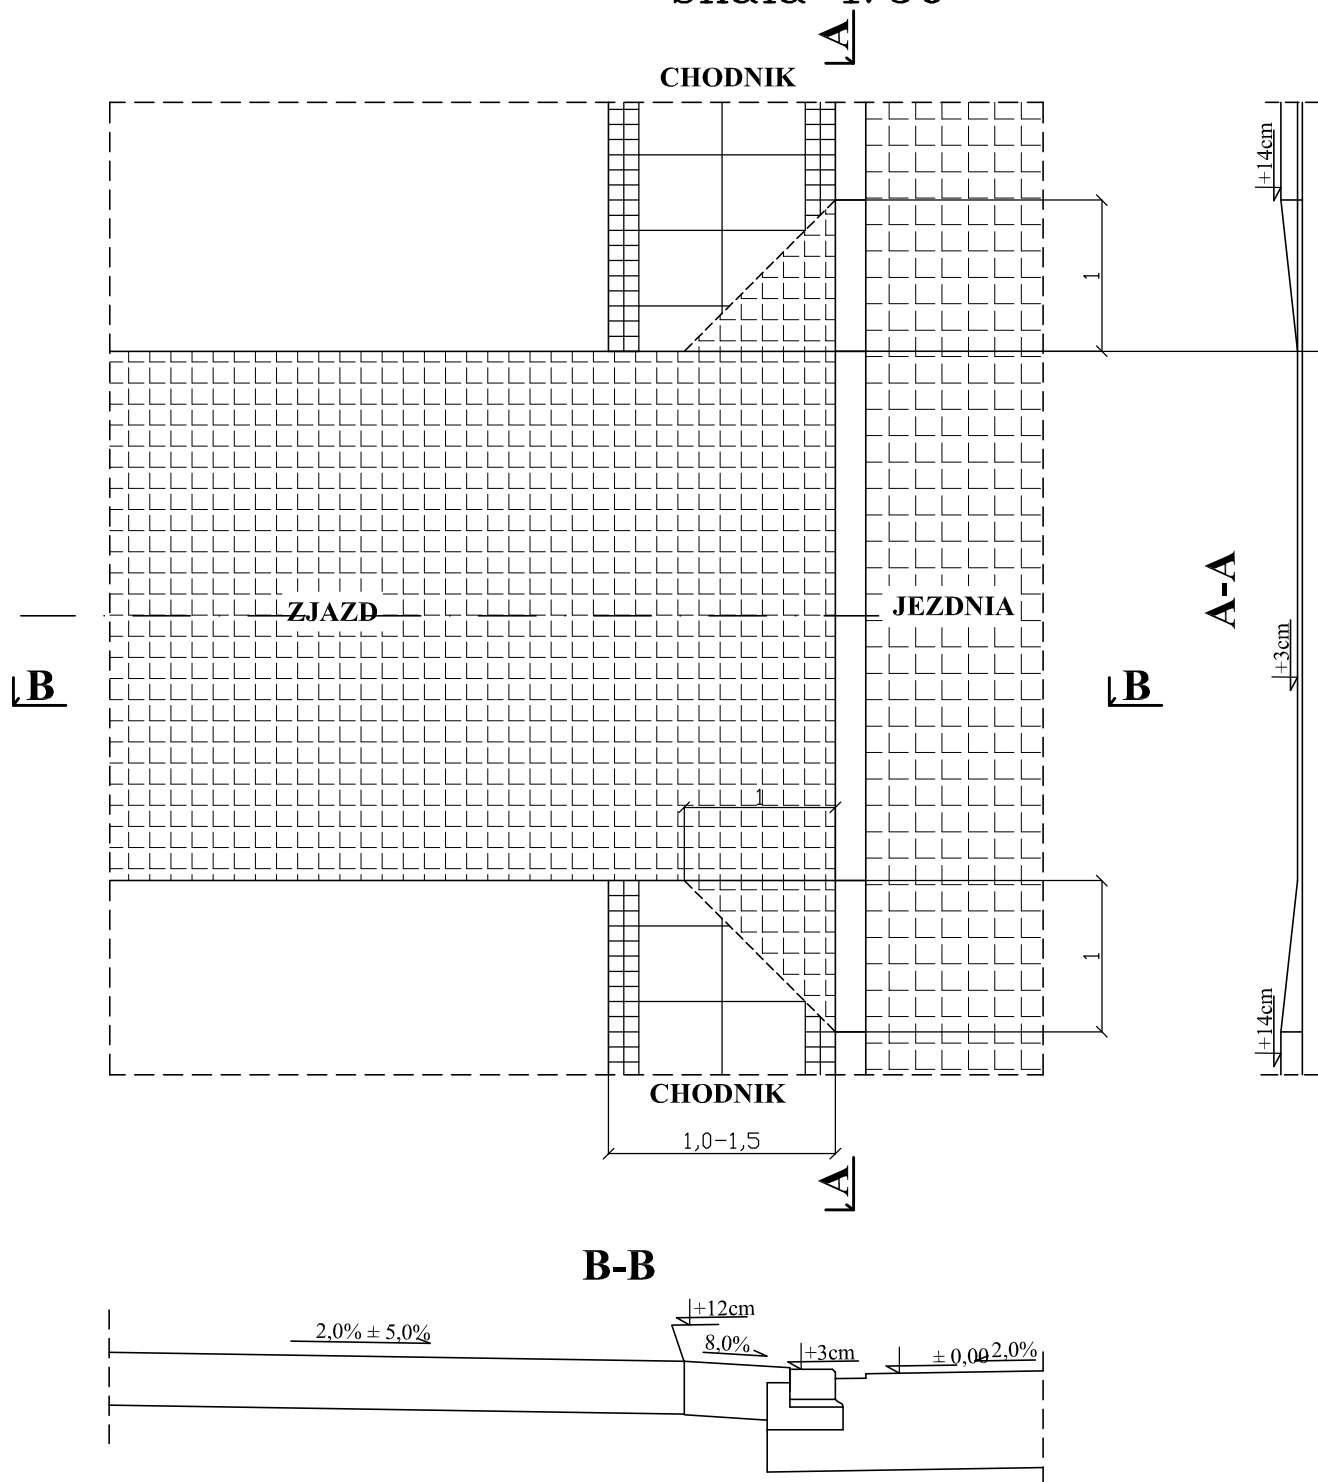 A
CHODNIK
+14cm
1
A-A
ZJAZD
JEZDNIA
+3cm
B
B
1
1
+14cm
CHODNIK
1,0-1,5
A
B-B
+12cm
2,0% ± 5,0%
8,0%
+3cm
± 0,00
2,0%